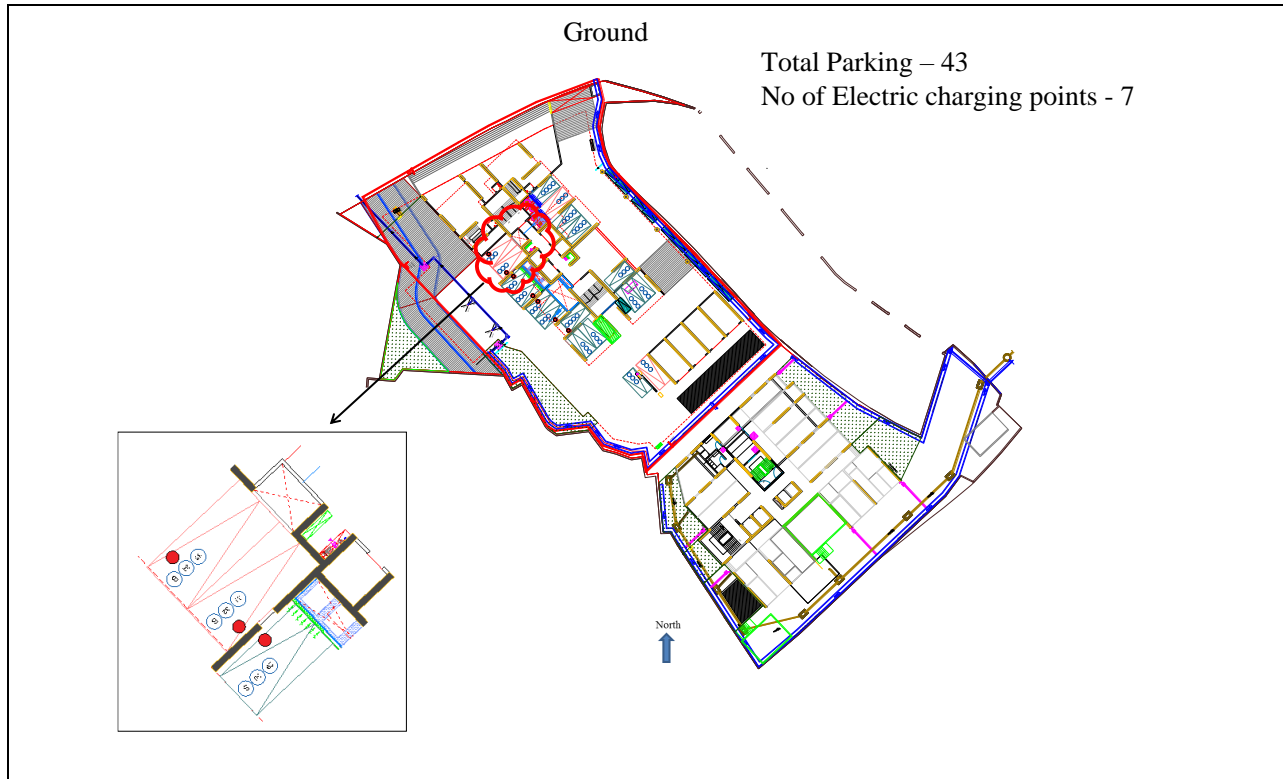 Ground
Total Parking – 43
No of Electric charging points - 7
North